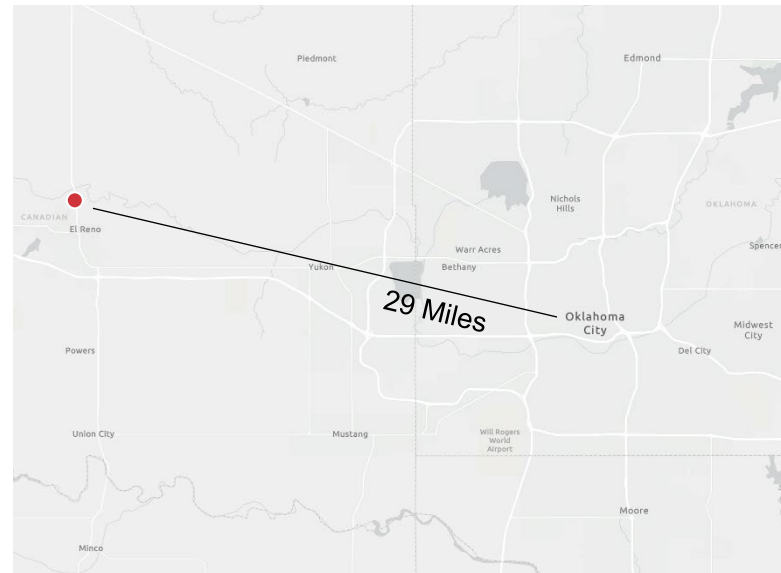 Piedmont
Edmond
Nichols
Hills
OKLAHOMA
CANADIAN
El Reno
Spencer
Warr Acres
Yukon
Bethany
29 Miles
Oklahoma
City
Midwest
City
Del City
Powers
Union City
Mustang
Will Rogers
World
Airport
Moore
Minco